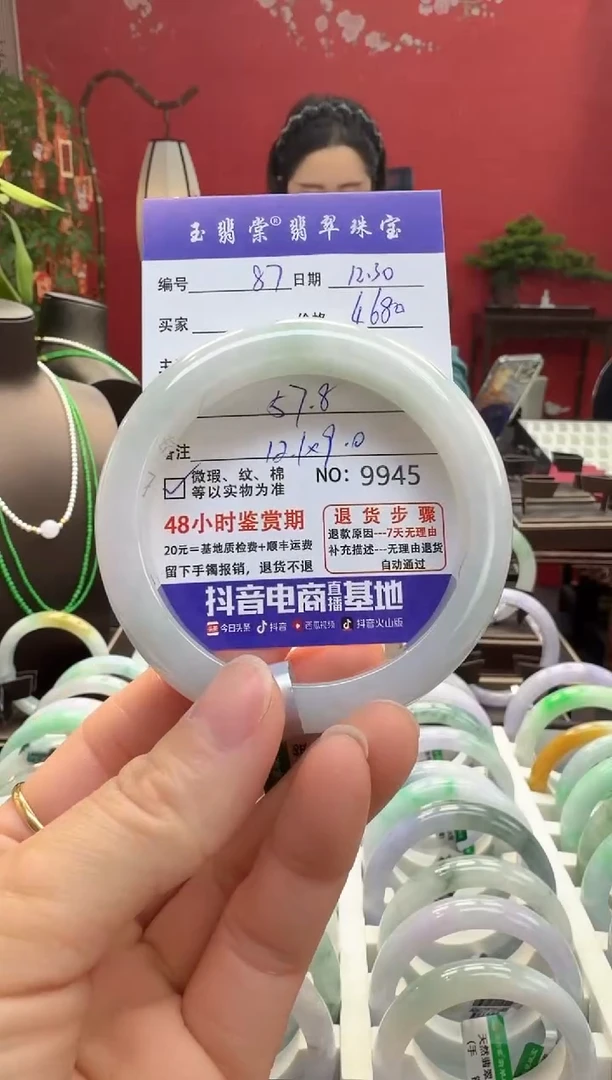 玉翡棠®翡翠珠宝
编号 87 日期 12.30
买家 价格 4680
57.8
备注 12.1×9.0
微瑕、纹、棉
等以实物为准
NO: 9945
48小时鉴赏期
20元=基地质检费+顺丰运费
留下手镯报销，退货不退
退货步骤
退款原因---7天无理由
补充描述---无理由退货
自动通过
抖音电商直播基地
今日头条 抖音 西瓜视频 抖音火山版
天然翡翠